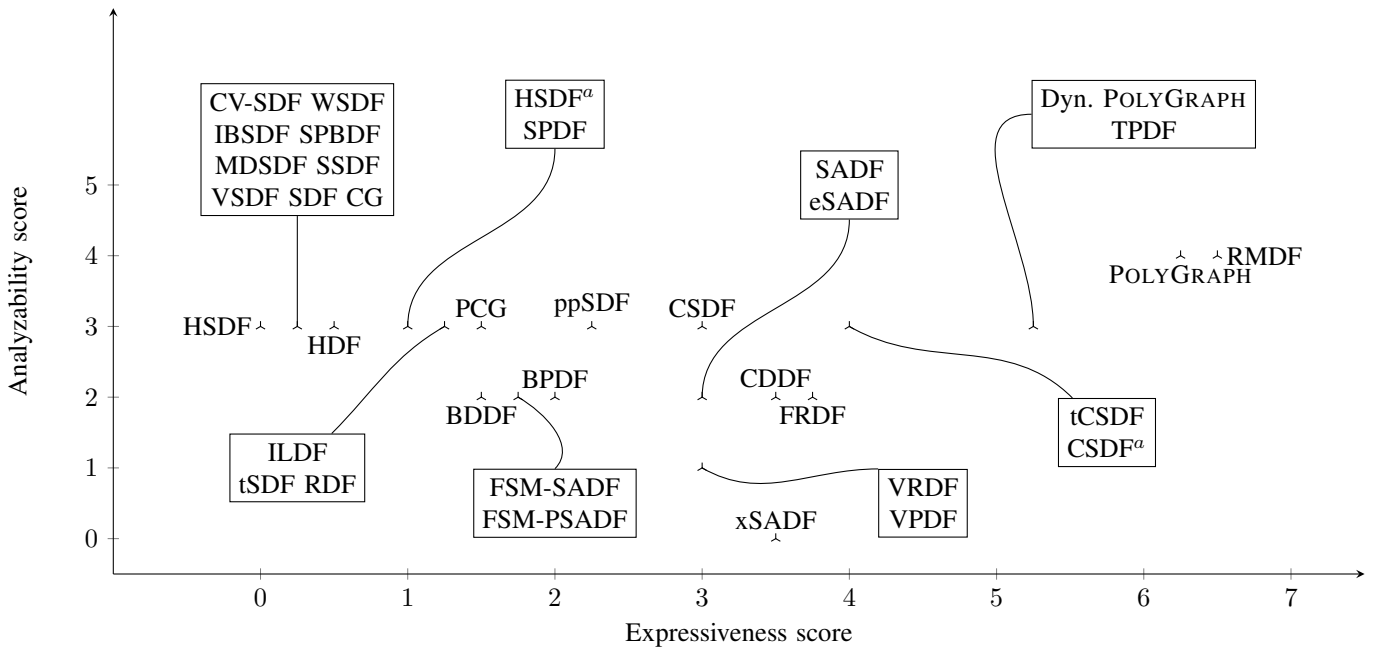 CV-SDF WSDF
IBSDF SPBDF
MDSDF SSDF
VSDF SDF CG
HSDFᵃ
SPDF
Dyn. POLYGRAPH
TPDF
SADF
eSADF
5
4
3
2
1
0
Analyzability score
RMDF
POLYGRAPH
HSDF
HDF
PCG
ppSDF
CSDF
BDDF
BPDF
CDDF
FRDF
tCSDF
CSDFᵃ
ILDF
tSDF RDF
FSM-SADF
FSM-PSADF
xSADF
VRDF
VPDF
0 1 2 3 4 5 6 7
Expressiveness score